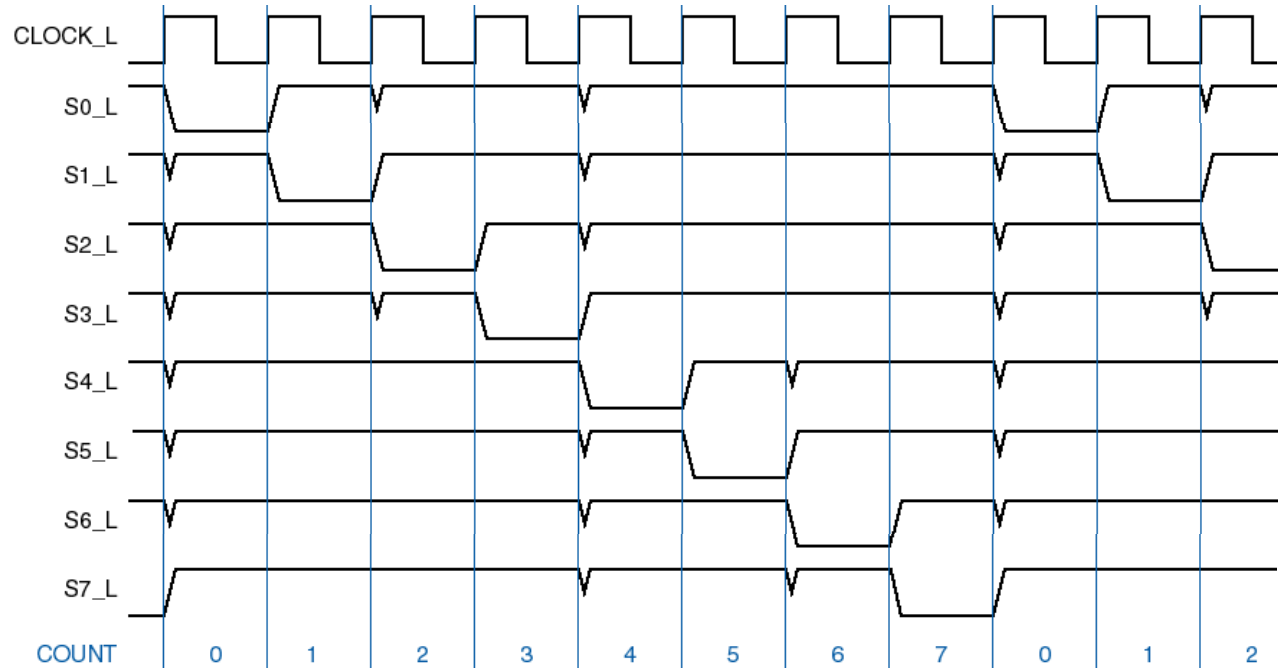 CLOCK_L
S0_L
S1_L
S2_L
S3_L
S4_L
S5_L
S6_L
S7_L
COUNT 0 1 2 3 4 5 6 7 0 1 2